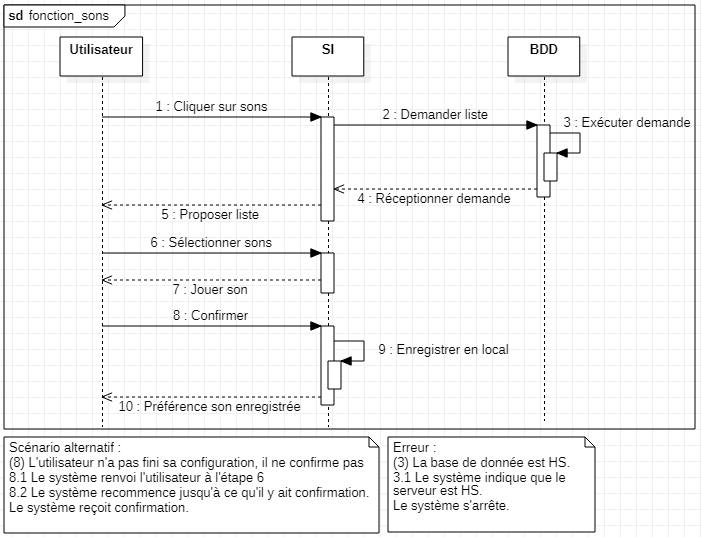 sd fonction_sons
Utilisateur
SI
BDD
1 : Cliquer sur sons
2 : Demander liste
3 : Exécuter demande
4 : Réceptionner demande
5 : Proposer liste
6 : Sélectionner sons
7 : Jouer son
8 : Confirmer
9 : Enregistrer en local
10 : Préférence son enregistrée
Scénario alternatif :
(8) L'utilisateur n'a pas fini sa configuration, il ne confirme pas
8.1 Le système renvoi l'utilisateur à l'étape 6
8.2 Le système recommence jusqu'à ce qu'il y ait confirmation.
Le système reçoit confirmation.
Erreur :
(3) La base de donnée est HS.
3.1 Le système indique que le
serveur est HS.
Le système s'arrête.